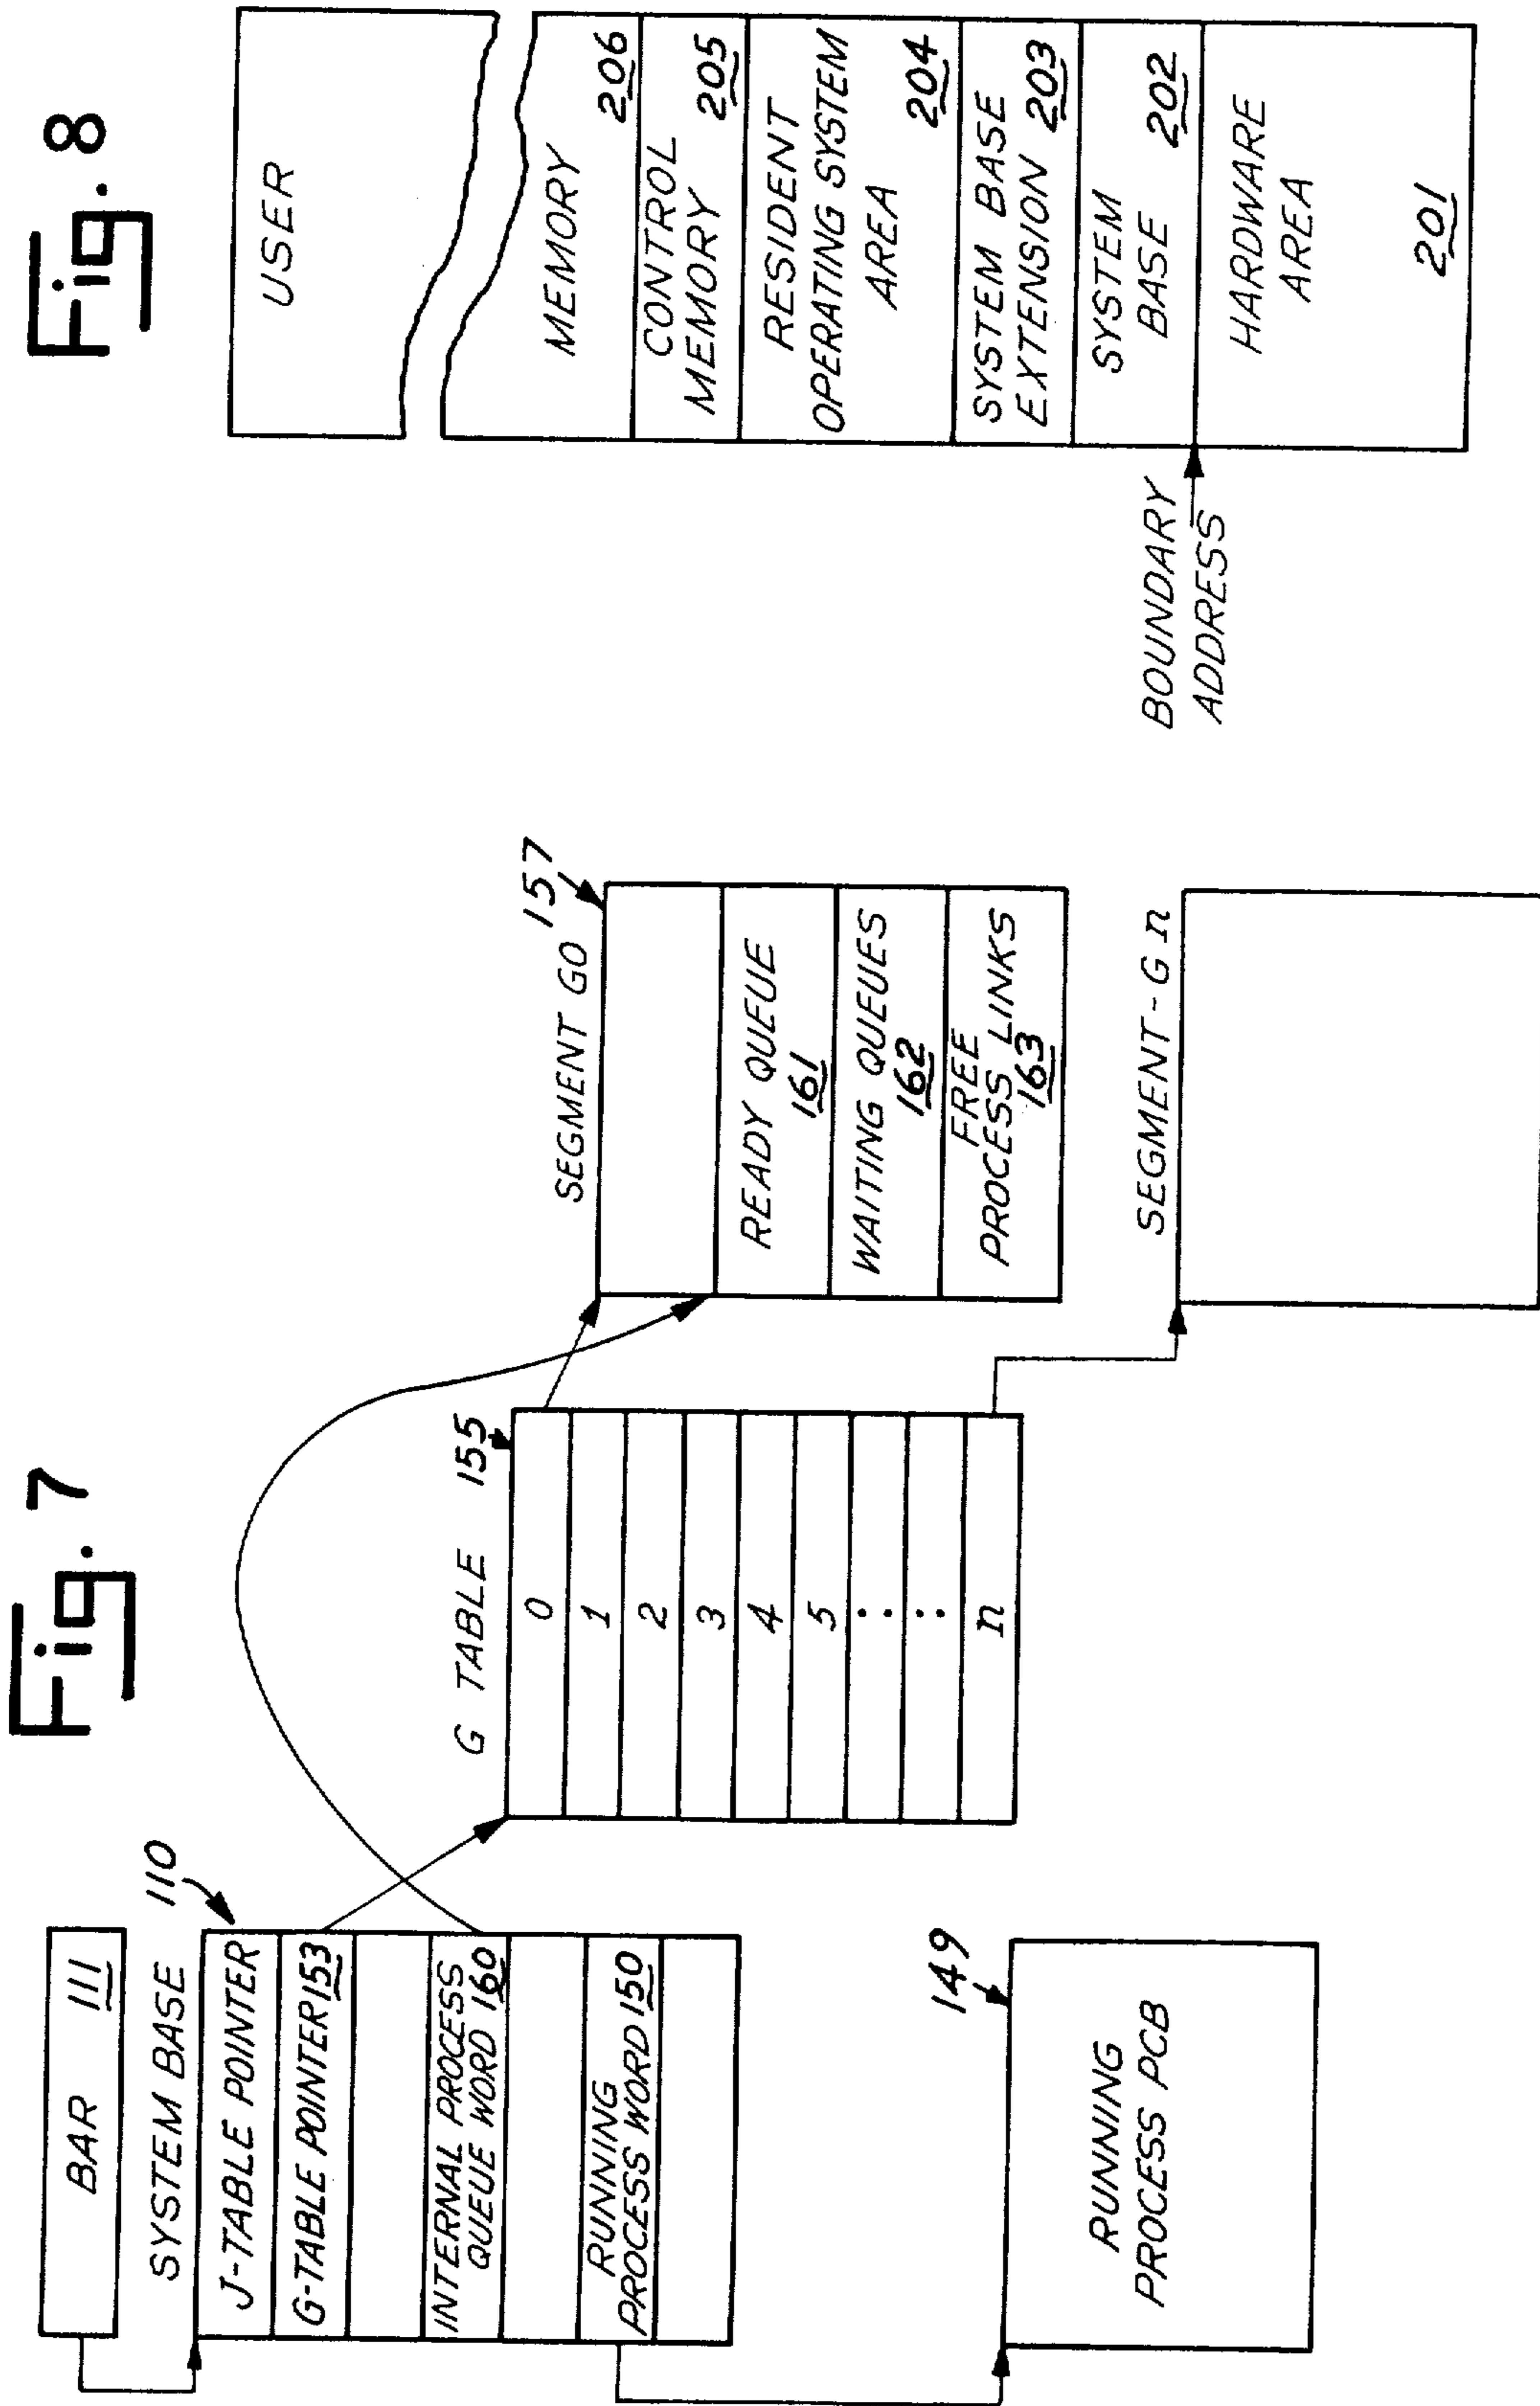 Fig. 7
BAR 111
SYSTEM BASE 110
J-TABLE POINTER
G-TABLE POINTER 153
INTERNAL PROCESS
QUEUE WORD 160
RUNNING
PROCESS WORD 150
149
RUNNING
PROCESS PCB
G TABLE 155
0
1
2
3
4
5
:
:
n
SEGMENT GO 157
READY QUEUE
161
WAITING QUEUES
162
FREE
PROCESS LINKS
163
SEGMENT-G n
Fig. 8
USER
MEMORY 206
CONTROL
MEMORY 205
RESIDENT
OPERATING SYSTEM
AREA 204
SYSTEM BASE
EXTENSION 203
SYSTEM
BASE 202
HARDWARE
AREA
201
BOUNDARY
ADDRESS